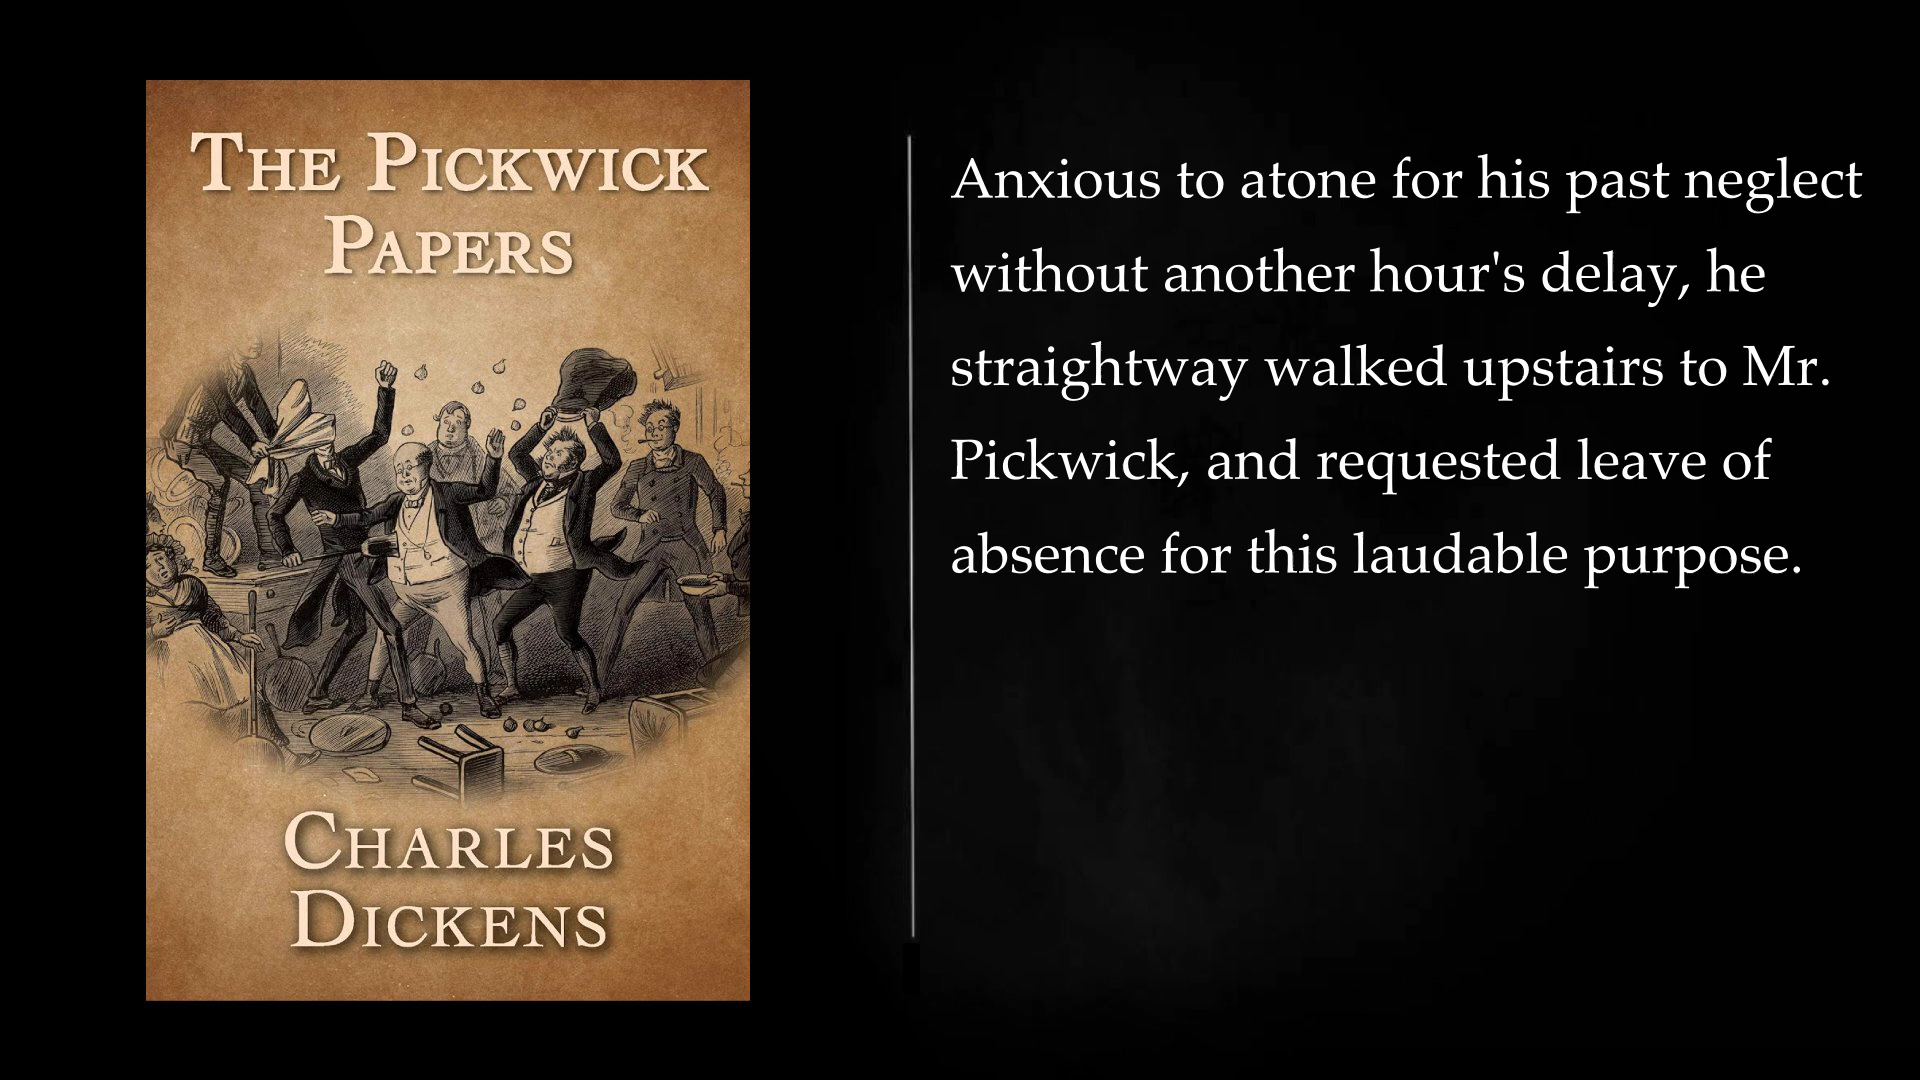 THE PICKWICK
PAPERS
CHARLES
DICKENS
Anxious to atone for his past neglect
without another hour's delay, he
straightway walked upstairs to Mr.
Pickwick, and requested leave of
absence for this laudable purpose.